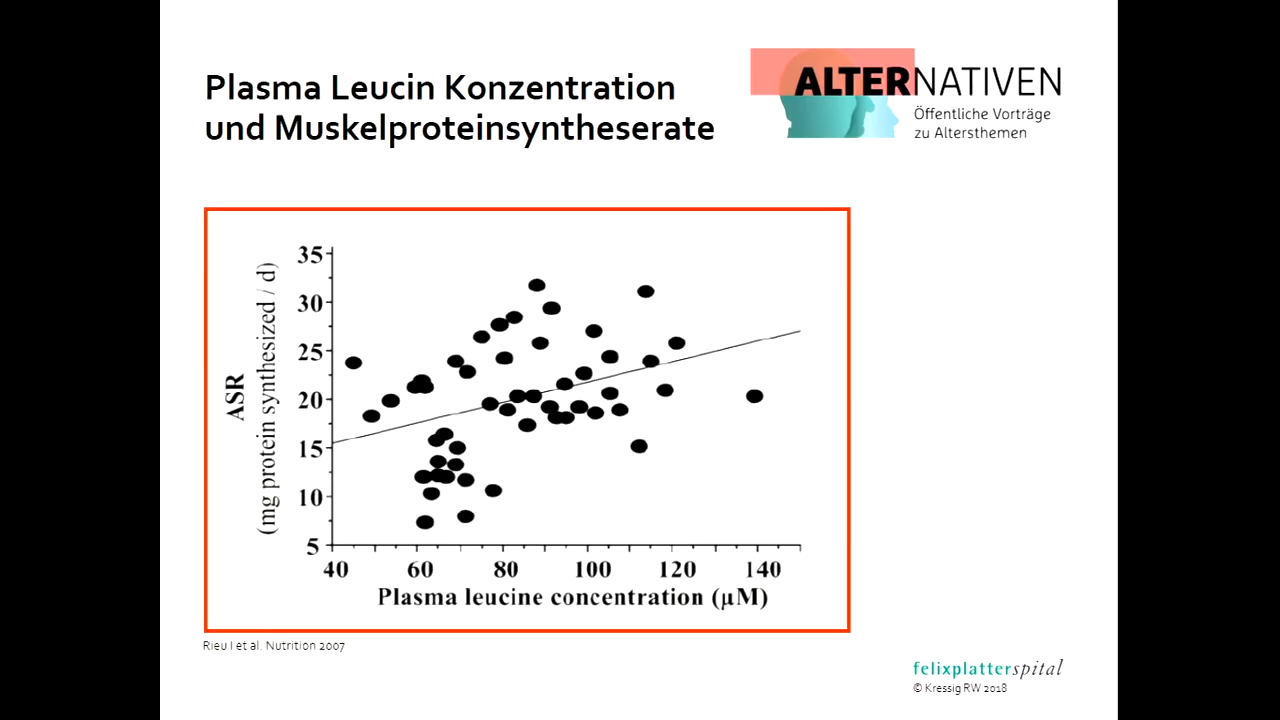 Plasma Leucin Konzentration
und Muskelproteinsyntheserate
ALTERNATIVEN
Öffentliche Vorträge
zu Altersthemen
ASR
(mg protein synthesized / d)
35
30
25
20
15
10
5
40 60 80 100 120 140
Plasma leucine concentration (µM)
Rieu I et al. Nutrition 2007
felixplatterspital
© Kressig RW 2018